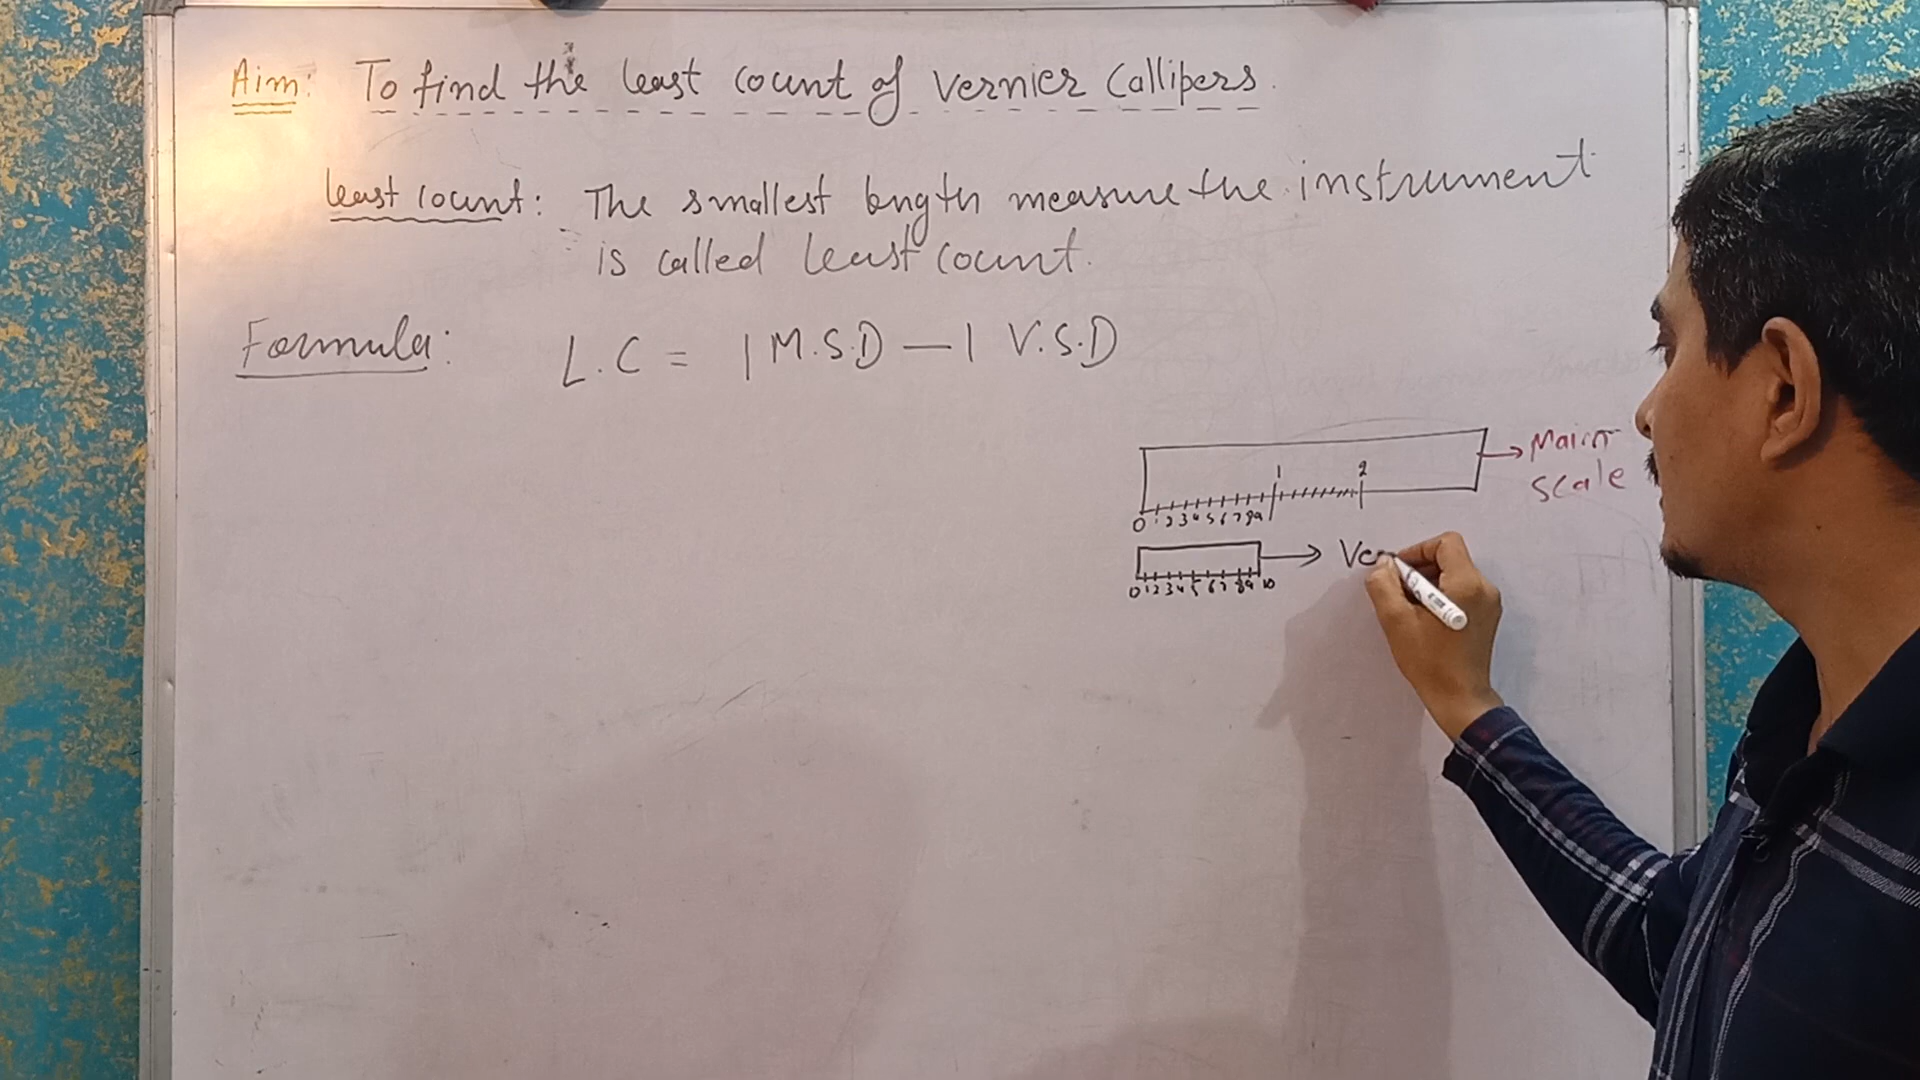 Aim: To find the least count of Vernier Callipers.
least count: The smallest length measure the instrument
is called least count.
Formula: L.C = 1 M.S.D — 1 V.S.D
1 2
Main
Scale
0 1 2 3 4 5 6 7 8 9
Ver
0 1 2 3 4 5 6 7 8 9 10